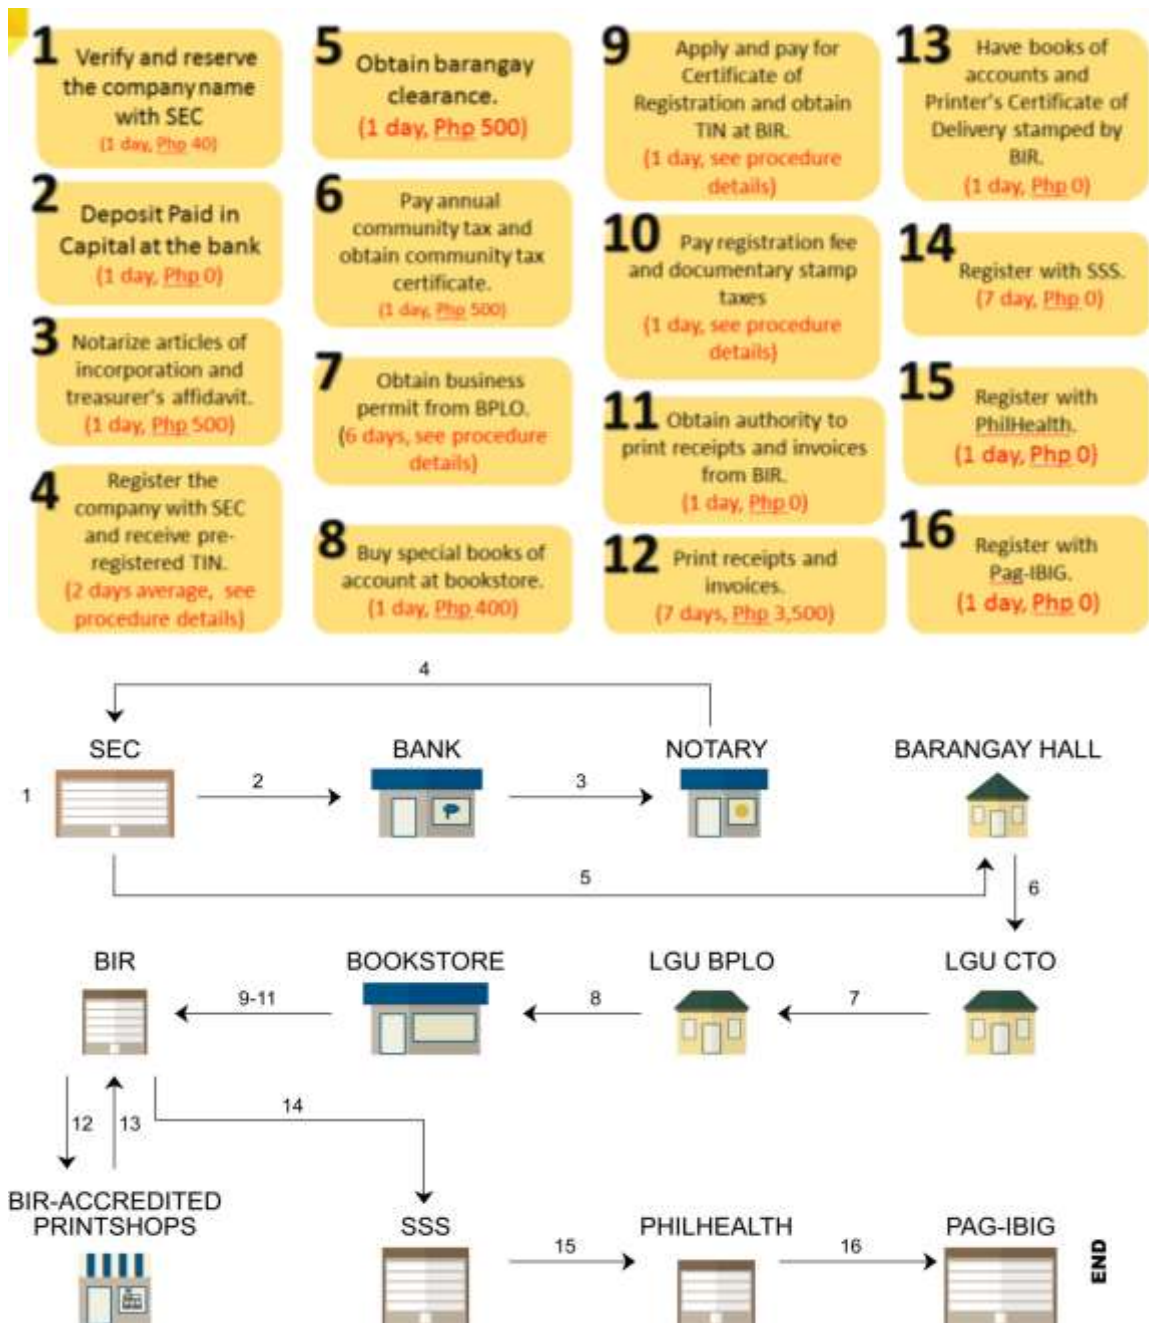 1
Verify and reserve
the company name
with SEC
(1 day, Php 40)
2
Deposit Paid in
Capital at the bank
(1 day, Php 0)
3
Notarize articles of
incorporation and
treasurer's affidavit.
(1 day, Php 500)
4
Register the
company with SEC
and receive pre-
registered TIN.
(2 days average, see
procedure details)
5
Obtain barangay
clearance.
(1 day, Php 500)
6
Pay annual
community tax and
obtain community tax
certificate.
(1 day, Php 500)
7
Obtain business
permit from BPLO.
(6 days, see procedure
details)
8
Buy special books of
account at bookstore.
(1 day, Php 400)
9
Apply and pay for
Certificate of
Registration and obtain
TIN at BIR.
(1 day, see procedure
details)
10
Pay registration fee
and documentary stamp
taxes
(1 day, see procedure
details)
11
Obtain authority to
print receipts and invoices
from BIR.
(1 day, Php 0)
12
Print receipts and
invoices.
(7 days, Php 3,500)
13
Have books of
accounts and
Printer's Certificate of
Delivery stamped by
BIR.
(1 day, Php 0)
14
Register with SSS.
(7 day, Php 0)
15
Register with
PhilHealth.
(1 day, Php 0)
16
Register with
Pag-IBIG.
(1 day, Php 0)
4
SEC
BANK
NOTARY
BARANGAY HALL
1
2
3
5
6
BIR
BOOKSTORE
LGU BPLO
LGU CTO
9-11
8
7
12
13
14
BIR-ACCREDITED
PRINTSHOPS
SSS
PHILHEALTH
PAG-IBIG
15
16
END